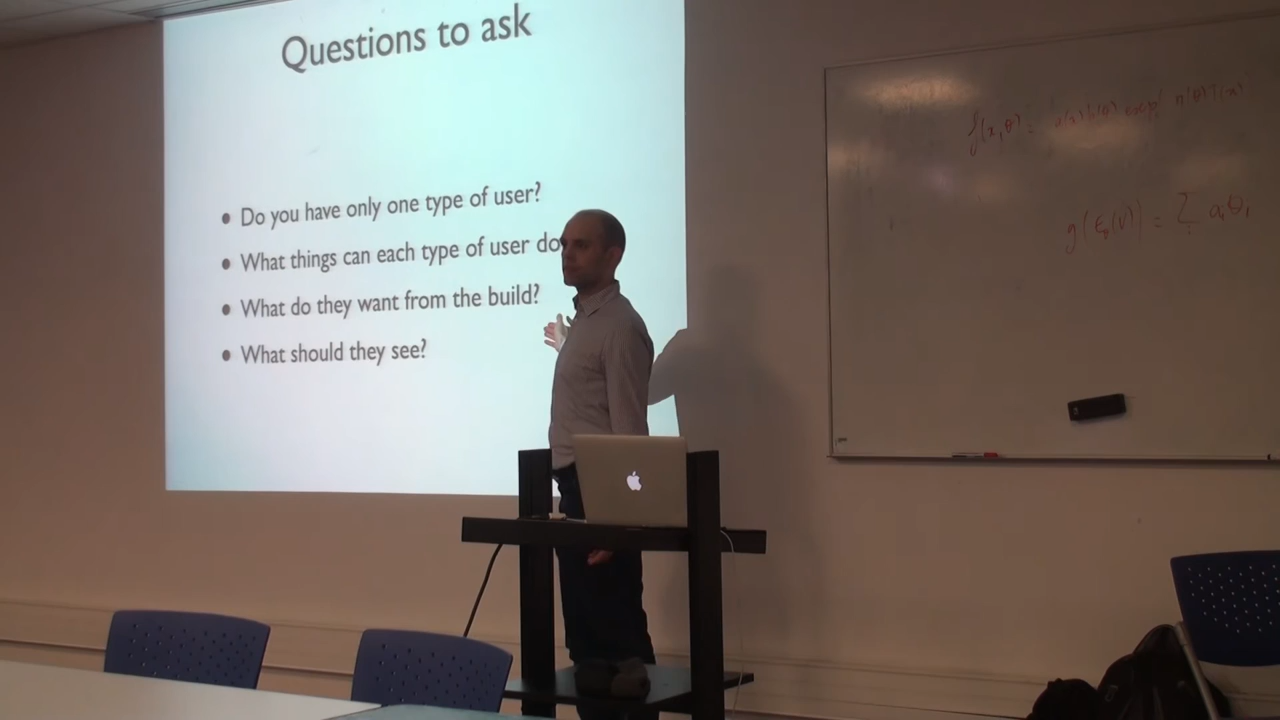 Questions to ask
• Do you have only one type of user?
• What things can each type of user do
• What do they want from the build?
• What should they see?
f(x,θ) =
g(E(V)) = Σ aᵢθᵢ